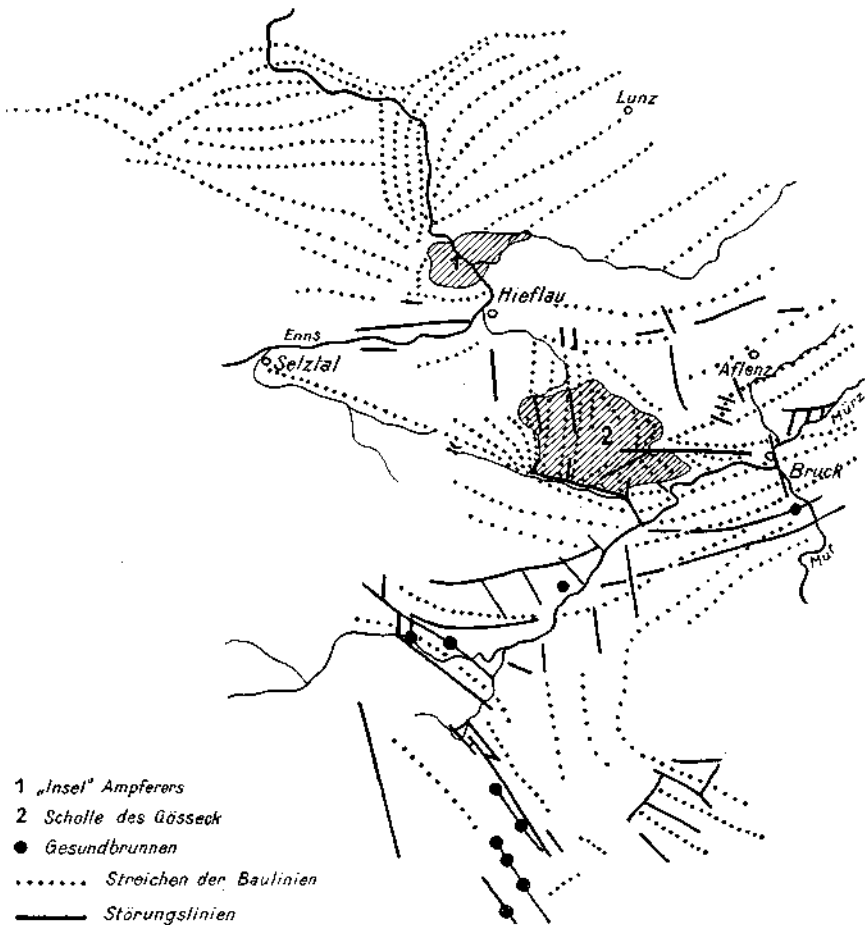 Lunz
1
Hieflau
Enns
Selztal
Aflenz
Mürz
2
Bruck
Mur
1 „Insel" Ampferers
2 Scholle des Gösseck
Gesundbrunnen
Streichen der Baulinien
Störungslinien